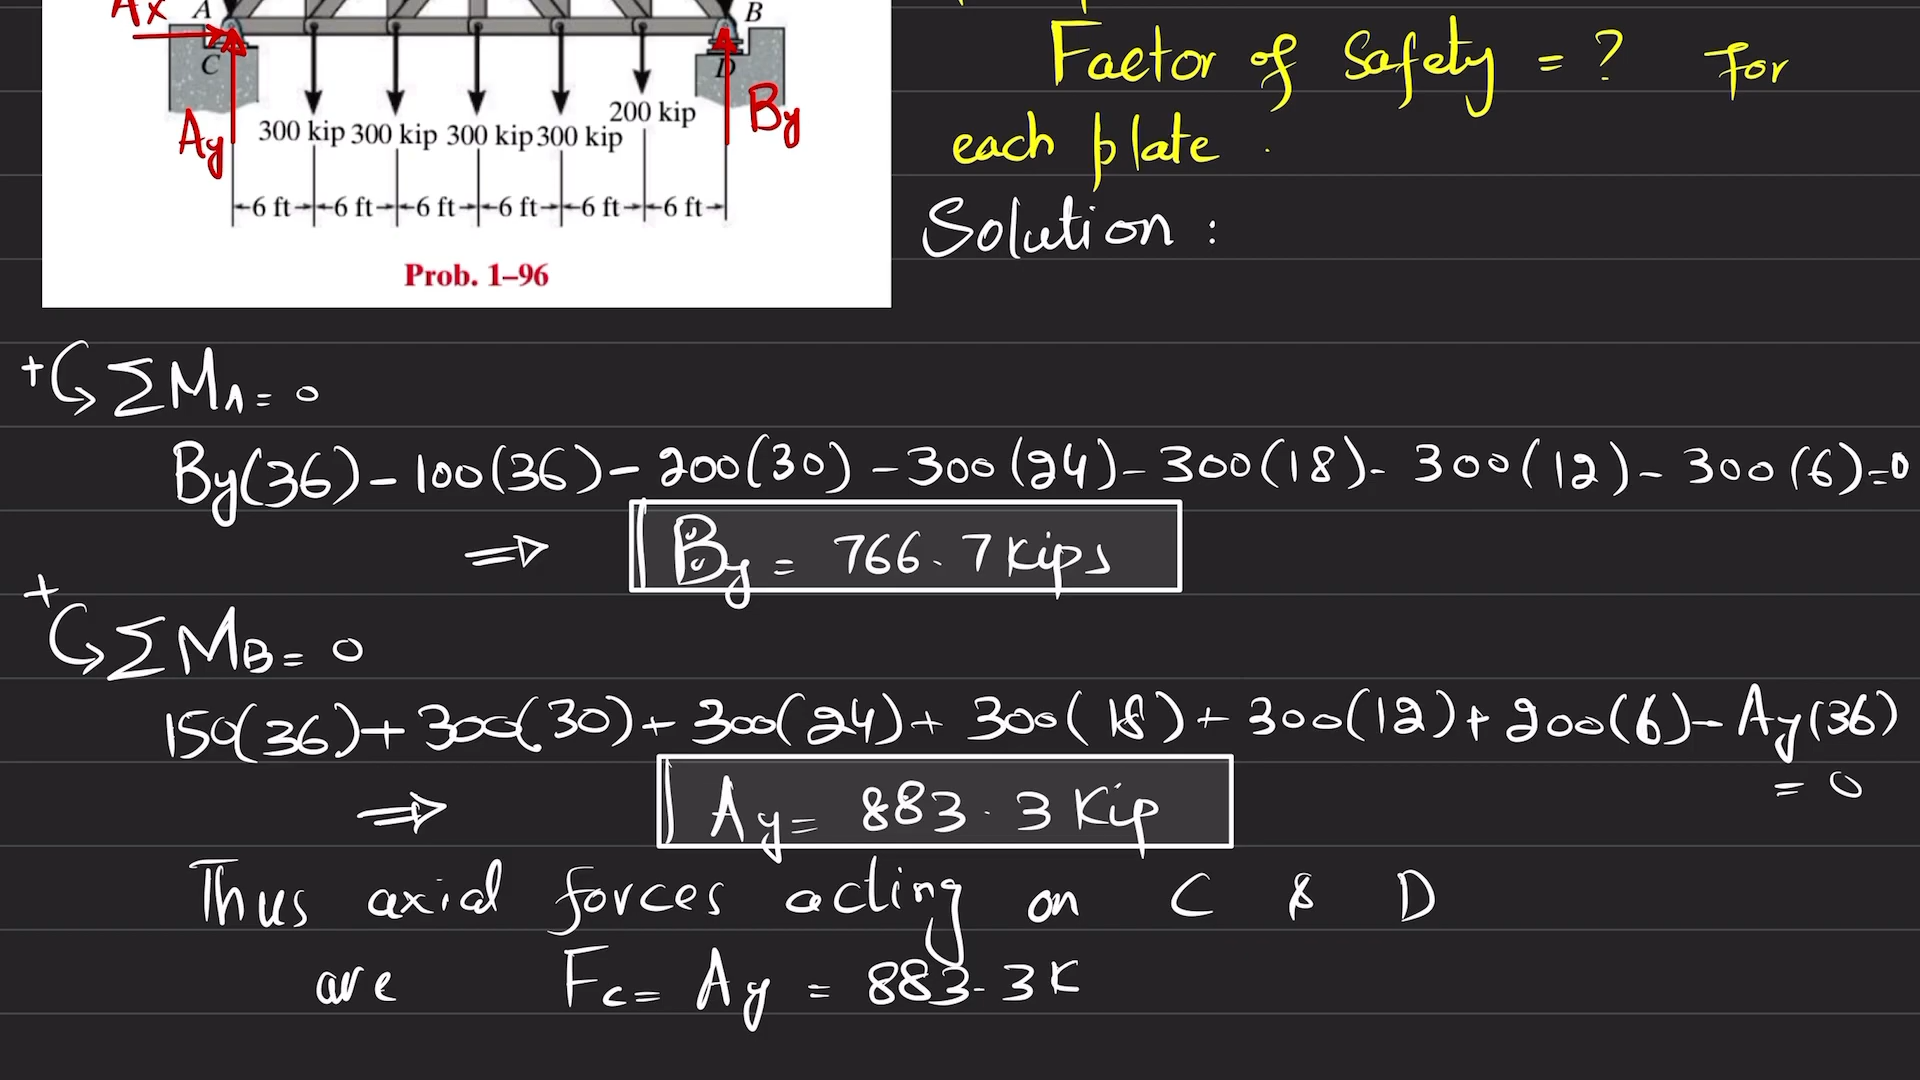 Ax
A
B
Factor of Safety = ? For
C
D
Ay
300 kip 300 kip 300 kip 300 kip 200 kip
By
each plate .
6 ft 6 ft 6 ft 6 ft 6 ft 6 ft
Solution :
Prob. 1–96
+ ΣMA = 0
By(36) - 100(36) - 200(30) - 300(24) - 300(18) - 300(12) - 300(6) = 0
⇒ By = 766.7 kips
+ ΣMB = 0
150(36) + 300(30) + 300(24) + 300(18) + 300(12) + 200(6) - Ay(36)
= 0
⇒ Ay = 883.3 Kip
Thus axial forces acting on C & D
are Fc = Ay = 883.3 K